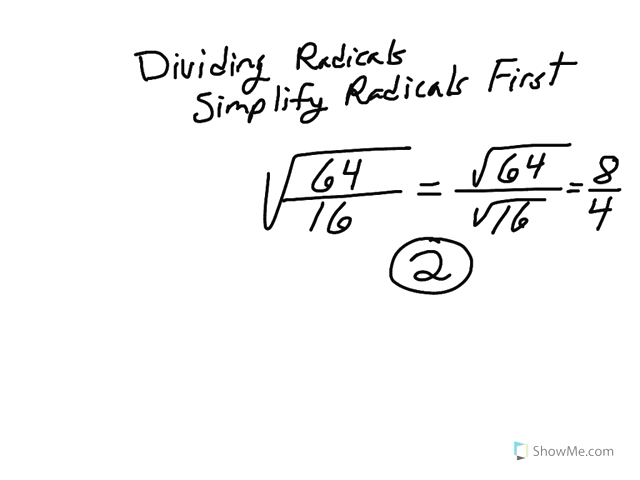 Dividing Radicals
Simplify Radicals First
√(64/16) = √64/√16 = 8/4
2
ShowMe.com